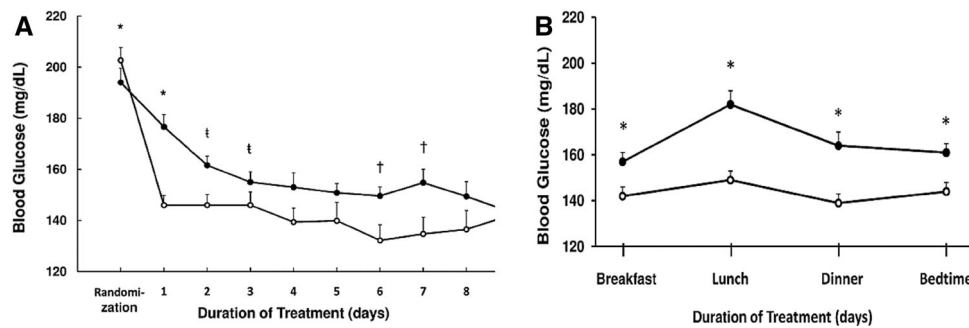 A
Blood Glucose (mg/dL)
220
200
180
160
140
120
* * ŧ ŧ † †
Randomi-
zation
1 2 3 4 5 6 7 8
Duration of Treatment (days)
B
Blood Glucose (mg/dL)
220
200
180
160
140
120
* * * *
Breakfast Lunch Dinner Bedtime
Duration of Treatment (days)